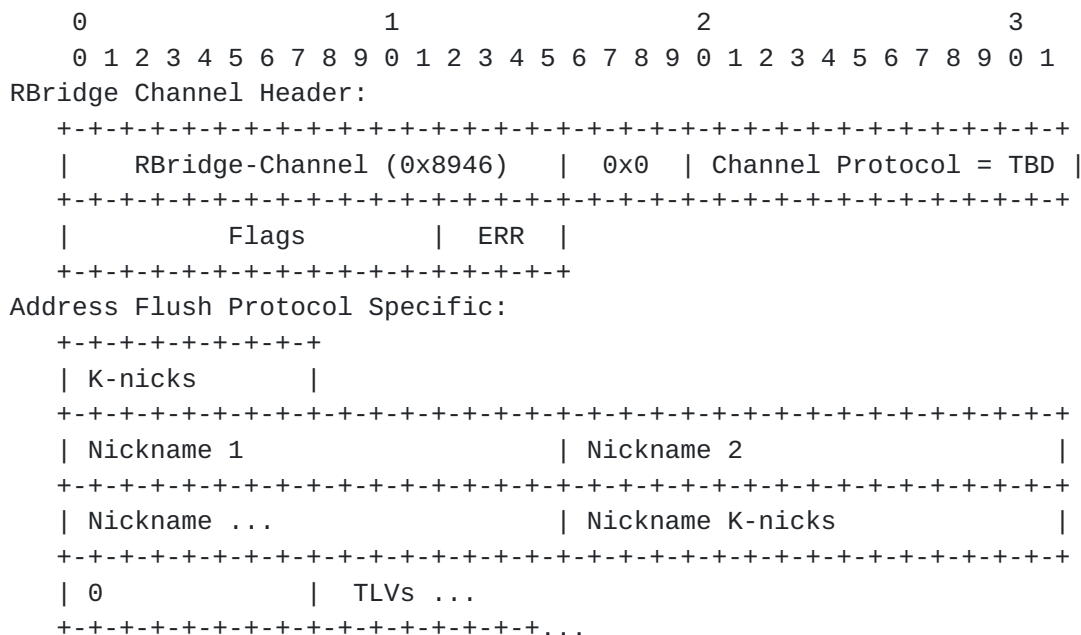 0                   1                   2                   3
     0 1 2 3 4 5 6 7 8 9 0 1 2 3 4 5 6 7 8 9 0 1 2 3 4 5 6 7 8 9 0 1
RBridge Channel Header:
    +-+-+-+-+-+-+-+-+-+-+-+-+-+-+-+-+-+-+-+-+-+-+-+-+-+-+-+-+-+-+-+-+
    |    RBridge-Channel (0x8946)   |  0x0  | Channel Protocol = TBD |
    +-+-+-+-+-+-+-+-+-+-+-+-+-+-+-+-+-+-+-+-+-+-+-+-+-+-+-+-+-+-+-+-+
    |          Flags        |  ERR  |
    +-+-+-+-+-+-+-+-+-+-+-+-+-+-+-+-+
Address Flush Protocol Specific:
    +-+-+-+-+-+-+-+-+
    | K-nicks       |
    +-+-+-+-+-+-+-+-+-+-+-+-+-+-+-+-+-+-+-+-+-+-+-+-+-+-+-+-+-+-+-+-+
    | Nickname 1                    | Nickname 2                    |
    +-+-+-+-+-+-+-+-+-+-+-+-+-+-+-+-+-+-+-+-+-+-+-+-+-+-+-+-+-+-+-+-+
    | Nickname ...                  | Nickname K-nicks              |
    +-+-+-+-+-+-+-+-+-+-+-+-+-+-+-+-+-+-+-+-+-+-+-+-+-+-+-+-+-+-+-+-+
    | 0             |  TLVs ...
    +-+-+-+-+-+-+-+-+-+-+-+-+-+-+-+...